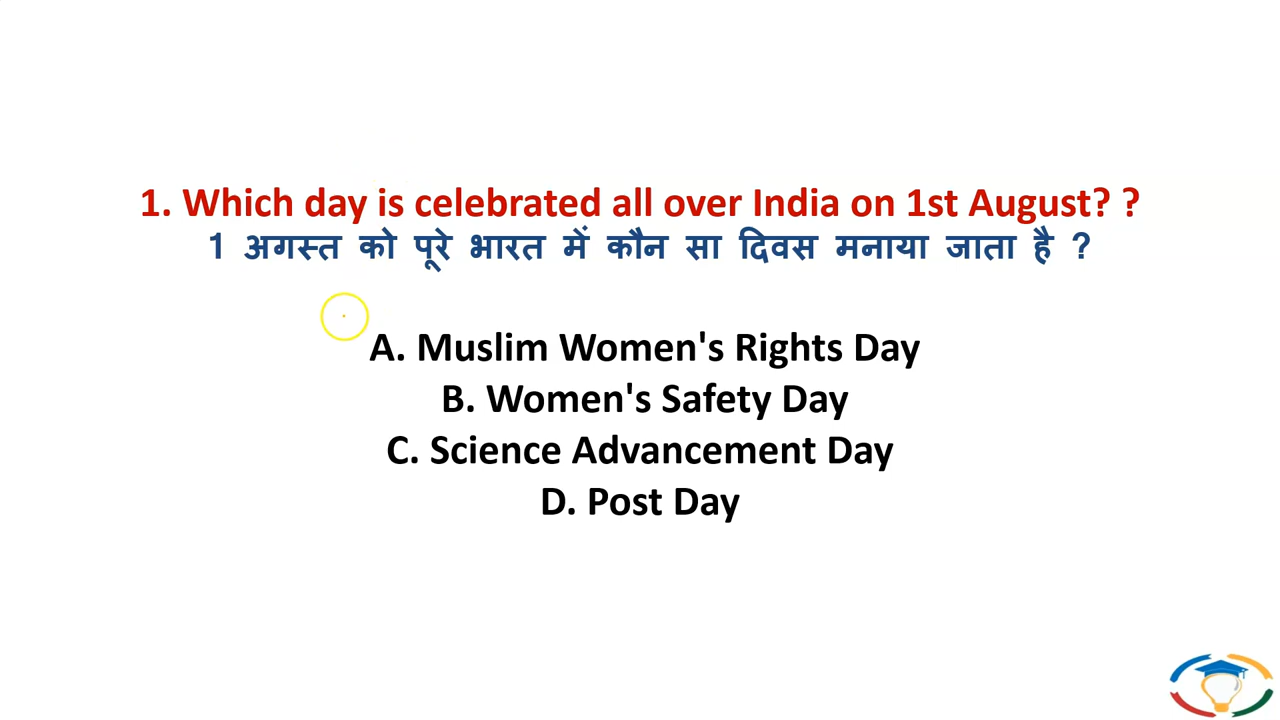 1. Which day is celebrated all over India on 1st August? ?
1 अगस्त को पूरे भारत में कौन सा दिवस मनाया जाता है ?
A. Muslim Women's Rights Day
B. Women's Safety Day
C. Science Advancement Day
D. Post Day